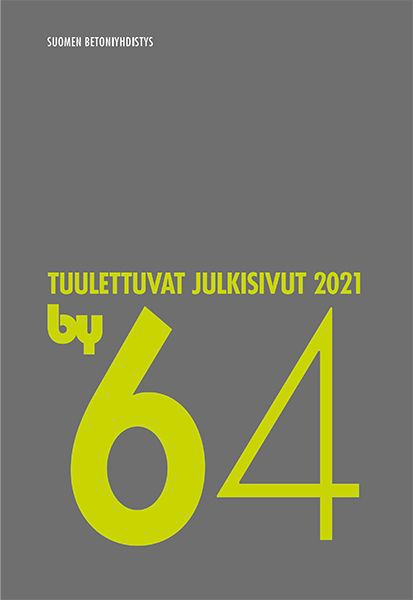 SUOMEN BETONIYHDISTYS
TUULETTUVAT JULKISIVUT 2021
by 64